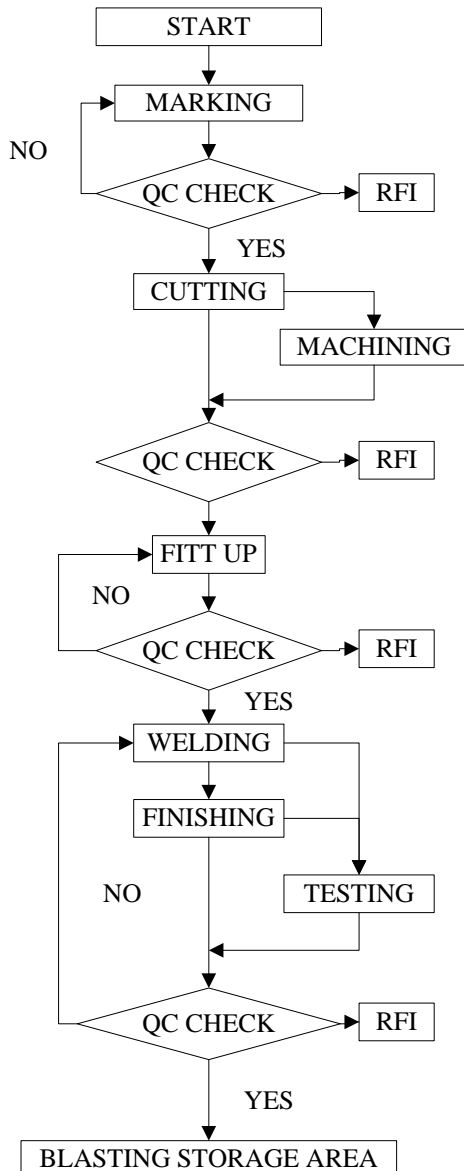 START
MARKING
NO
QC CHECK
RFI
YES
CUTTING
MACHINING
QC CHECK
RFI
FITT UP
NO
QC CHECK
RFI
YES
WELDING
FINISHING
NO
TESTING
QC CHECK
RFI
YES
BLASTING STORAGE AREA